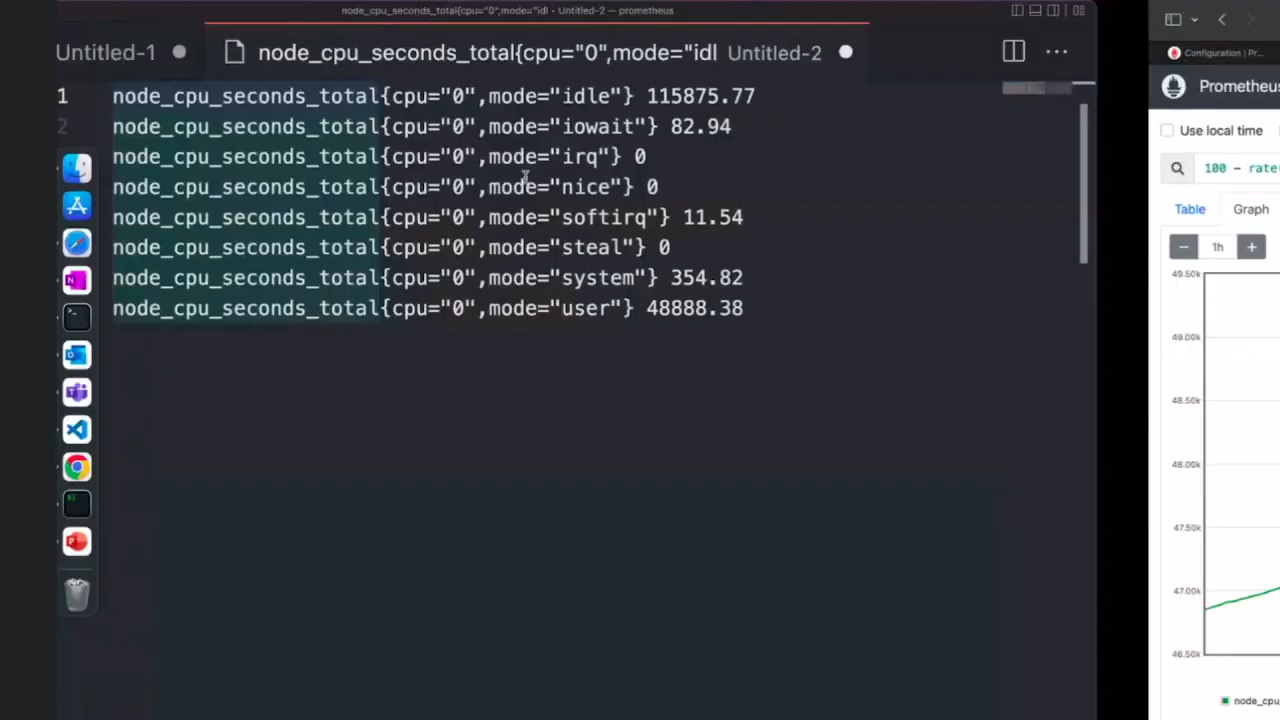 node_cpu_seconds_total{cpu="0",mode="idl - Untitled-2 — prometheus
Untitled-1
node_cpu_seconds_total{cpu="0",mode="idl Untitled-2
1 node_cpu_seconds_total{cpu="0",mode="idle"} 115875.77
2 node_cpu_seconds_total{cpu="0",mode="iowait"} 82.94
node_cpu_seconds_total{cpu="0",mode="irq"} 0
node_cpu_seconds_total{cpu="0",mode="nice"} 0
node_cpu_seconds_total{cpu="0",mode="softirq"} 11.54
node_cpu_seconds_total{cpu="0",mode="steal"} 0
node_cpu_seconds_total{cpu="0",mode="system"} 354.82
node_cpu_seconds_total{cpu="0",mode="user"} 48888.38
Configuration | Pr...
Prometheus
Use local time
100 - rate(
Table Graph
− 1h +
49.50k
49.00k
48.50k
48.00k
47.50k
47.00k
46.50k
node_cpu